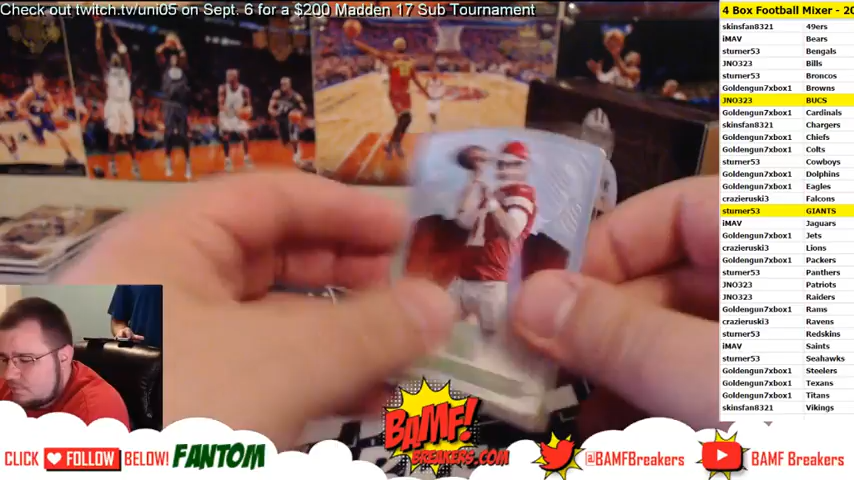 Check out twitch.tv/uni05 on Sept. 6 for a $200 Madden 17 Sub Tournament
4 Box Football Mixer - 20
skinsfan8321 49ers
iMAV Bears
sturner53 Bengals
JNO323 Bills
sturner53 Broncos
Goldengun7xbox1 Browns
JNO323 BUCS
Goldengun7xbox1 Cardinals
skinsfan8321 Chargers
Goldengun7xbox1 Chiefs
Goldengun7xbox1 Colts
sturner53 Cowboys
Goldengun7xbox1 Dolphins
Goldengun7xbox1 Eagles
crazieruski3 Falcons
sturner53 GIANTS
iMAV Jaguars
Goldengun7xbox1 Jets
crazieruski3 Lions
Goldengun7xbox1 Packers
sturner53 Panthers
JNO323 Patriots
JNO323 Raiders
Goldengun7xbox1 Rams
crazieruski3 Ravens
sturner53 Redskins
iMAV Saints
sturner53 Seahawks
Goldengun7xbox1 Steelers
Goldengun7xbox1 Texans
Goldengun7xbox1 Titans
skinsfan8321 Vikings
BAMF!
BREAKERS.COM
CLICK FOLLOW BELOW! FANTOM
@BAMFBreakers
BAMF Breakers